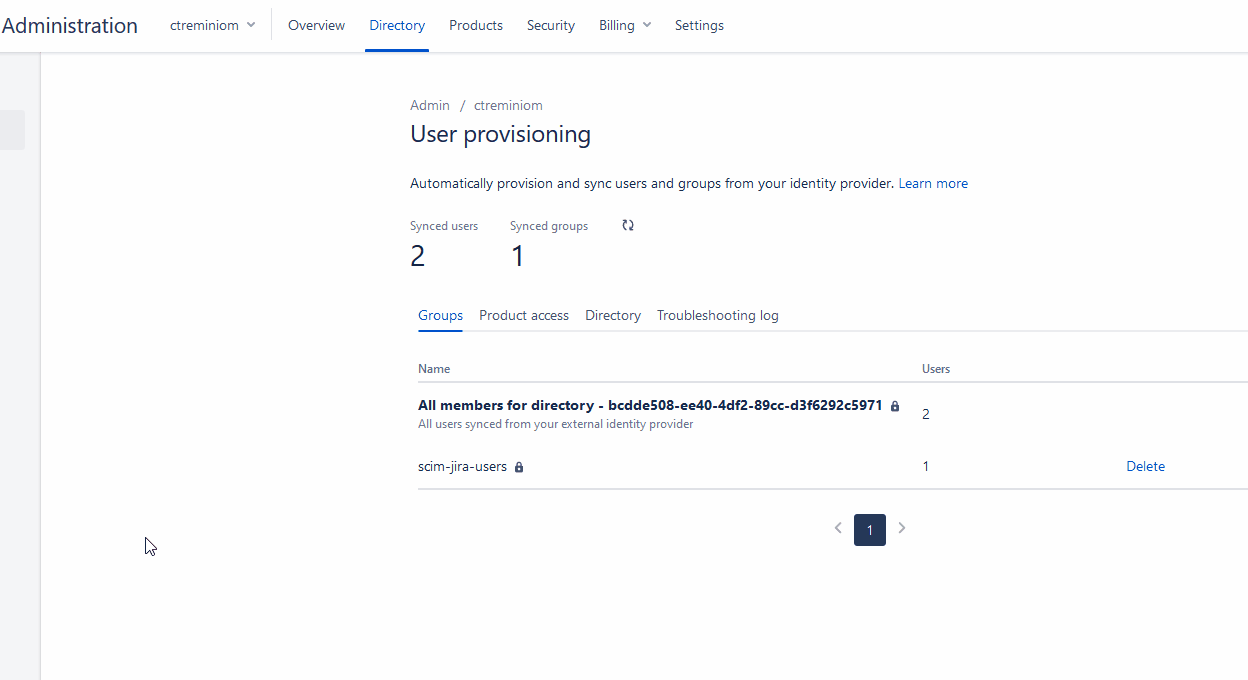 Administration ctreminiom Overview Directory Products Security Billing Settings
Admin / ctreminiom
User provisioning
Automatically provision and sync users and groups from your identity provider. Learn more
Synced users Synced groups
2 1
Groups Product access Directory Troubleshooting log
Name Users
All members for directory - bcdde508-ee40-4df2-89cc-d3f6292c5971 2
All users synced from your external identity provider
scim-jira-users 1 Delete
1